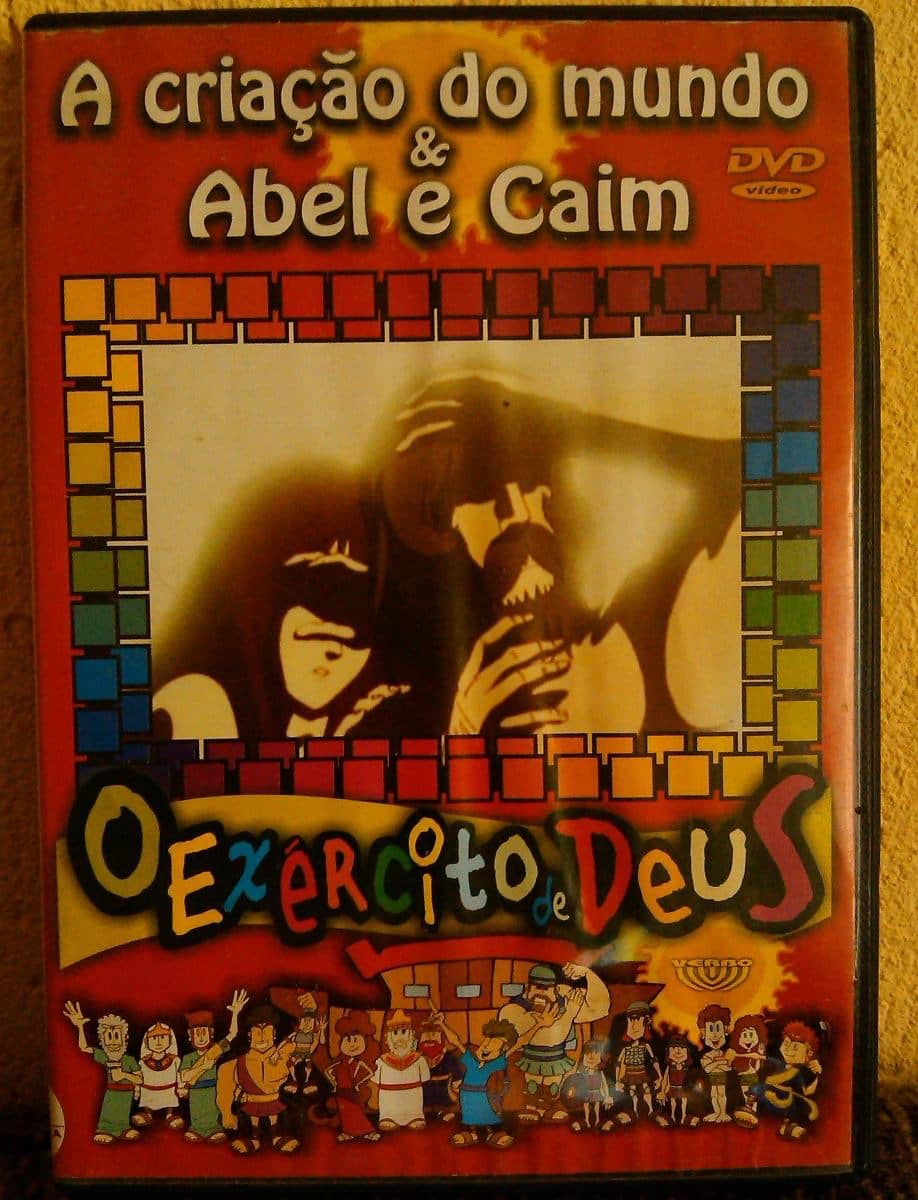 A criação do mundo
&
Abel e Caim
DVD
video
O Exército de Deus
VERBO